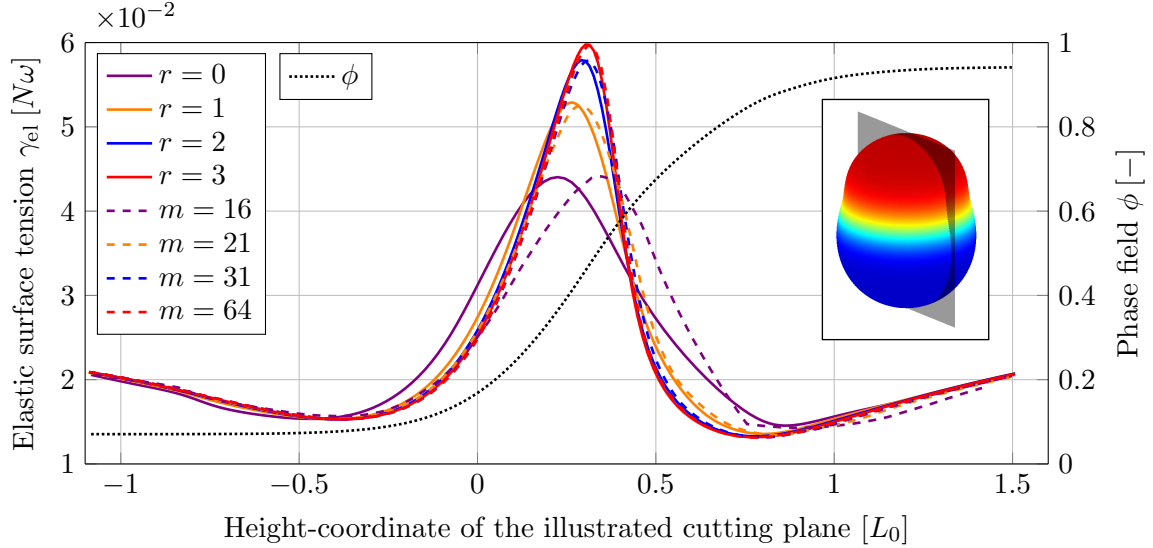 ×10⁻²
Elastic surface tension γ_el [Nω]
6
5
4
3
2
1
r = 0
r = 1
r = 2
r = 3
m = 16
m = 21
m = 31
m = 64
ϕ
1
0.8
0.6
0.4
0.2
0
Phase field ϕ [−]
−1 −0.5 0 0.5 1 1.5
Height-coordinate of the illustrated cutting plane [L₀]